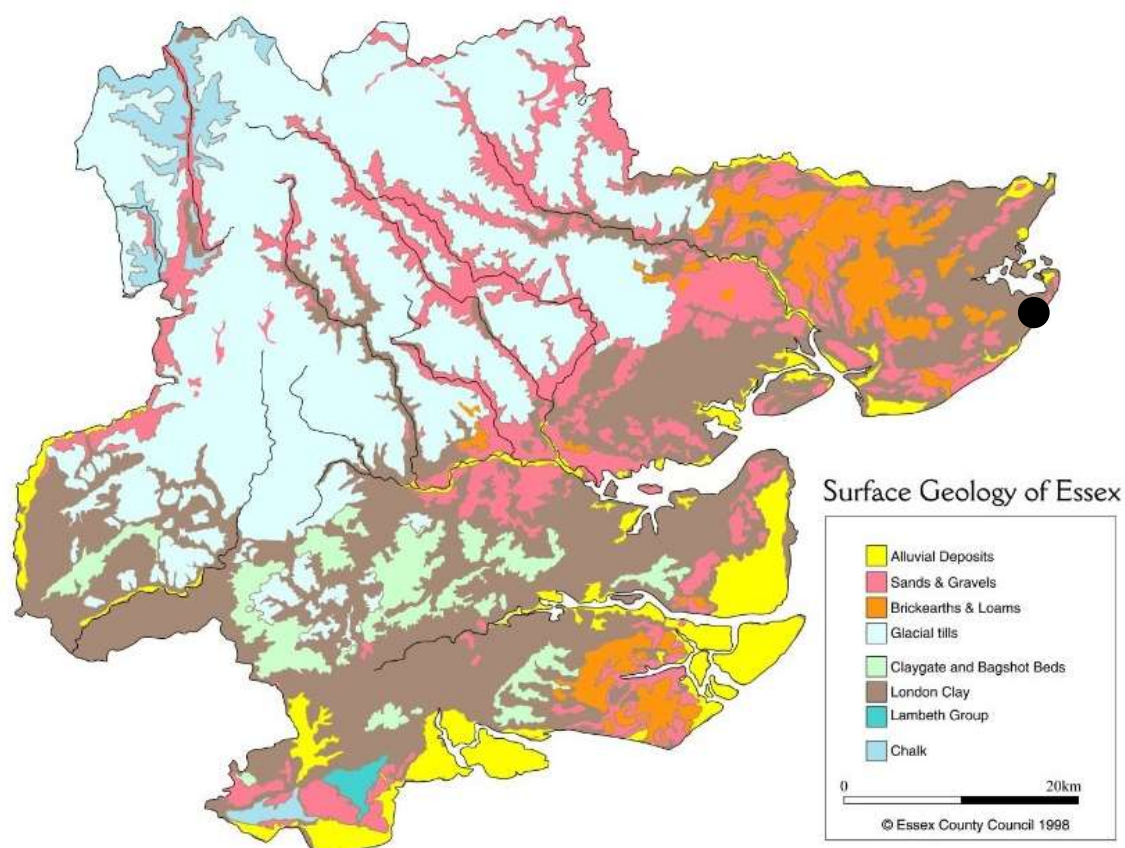 Surface Geology of Essex
Alluvial Deposits
Sands & Gravels
Brickearths & Loams
Glacial tills
Claygate and Bagshot Beds
London Clay
Lambeth Group
Chalk
0 20km
© Essex County Council 1998